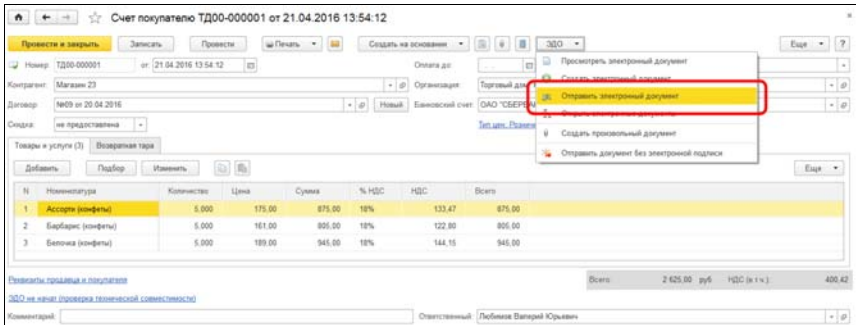 Счет покупателю ТД00-000001 от 21.04.2016 13:54:12
Провести и закрыть Записать Провести Печать Создать на основании ЭДО Еще ?
Номер: ТД00-000001 от: 21.04.2016 13:54:12 Оплата до:
Контрагент: Магазин 23 Организация: Торговый дом
Договор: №09 от 20.04.2016 Новый Банковский счет: ОАО "СБЕРБА
Скидка: не предоставлена Тип цен:
Просмотреть электронный документ
Создать электронный документ
Отправить электронный документ
Создать произвольный документ
Отправить документ без электронной подписи
Товары и услуги (3) Возвратная тара
Добавить Подбор Изменить Еще
N Номенклатура Количество Цена Сумма % НДС НДС Всего
1 Ассорти (конфеты) 5,000 175,00 875,00 18% 133,47 875,00
2 Барбарис (конфеты) 5,000 161,00 805,00 18% 122,80 805,00
3 Белочка (конфеты) 5,000 189,00 945,00 18% 144,15 945,00
Реквизиты продавца и покупателя Всего: 2 625,00 руб НДС (в т.ч.): 400,42
ЭДО не начат (проверка технической совместимости)
Комментарий: Ответственный: Любимов Валерий Юрьевич